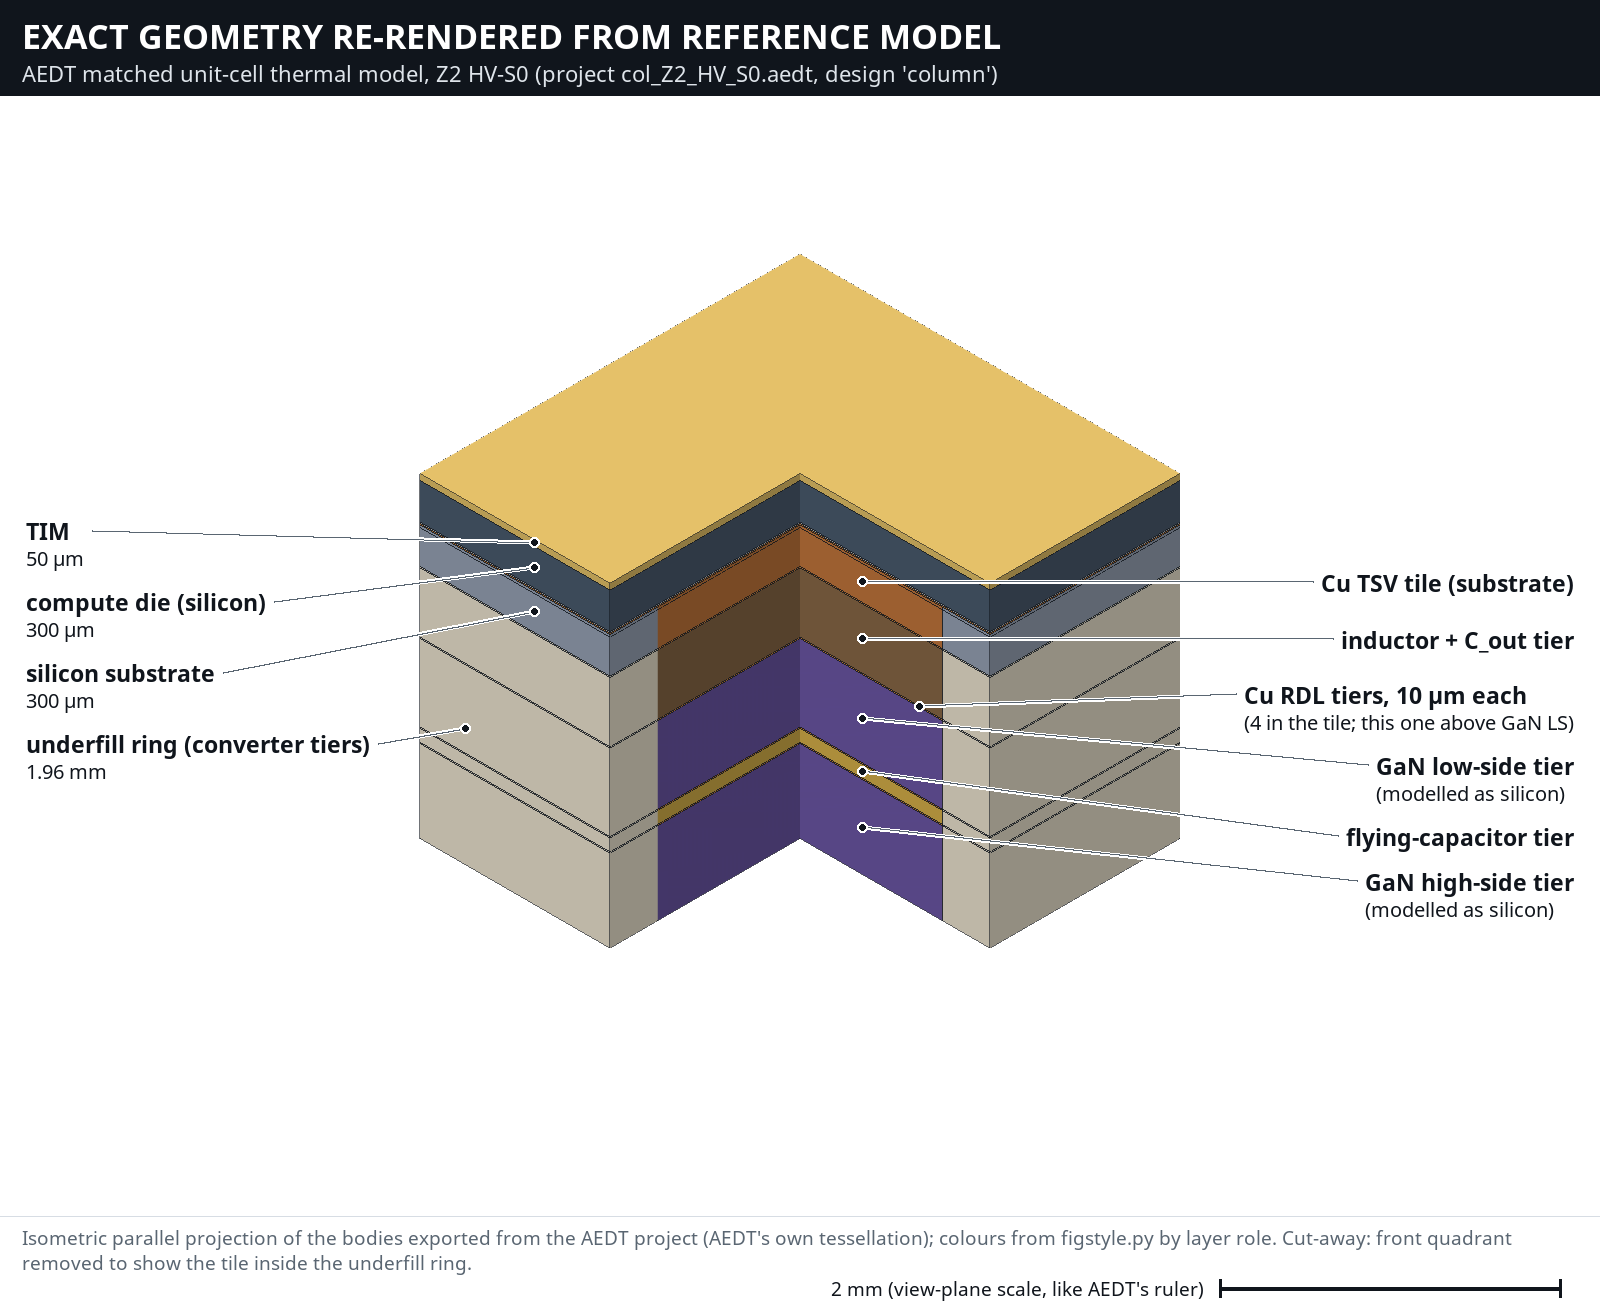 EXACT GEOMETRY RE-RENDERED FROM REFERENCE MODEL
AEDT matched unit-cell thermal model, Z2 HV-S0 (project col_Z2_HV_S0.aedt, design 'column')
TIM
50 µm
compute die (silicon)
300 µm
silicon substrate
300 µm
underfill ring (converter tiers)
1.96 mm
Cu TSV tile (substrate)
inductor + C_out tier
Cu RDL tiers, 10 µm each
(4 in the tile; this one above GaN LS)
GaN low-side tier
(modelled as silicon)
flying-capacitor tier
GaN high-side tier
(modelled as silicon)
Isometric parallel projection of the bodies exported from the AEDT project (AEDT's own tessellation); colours from figstyle.py by layer role. Cut-away: front quadrant
removed to show the tile inside the underfill ring.
2 mm (view-plane scale, like AEDT's ruler)